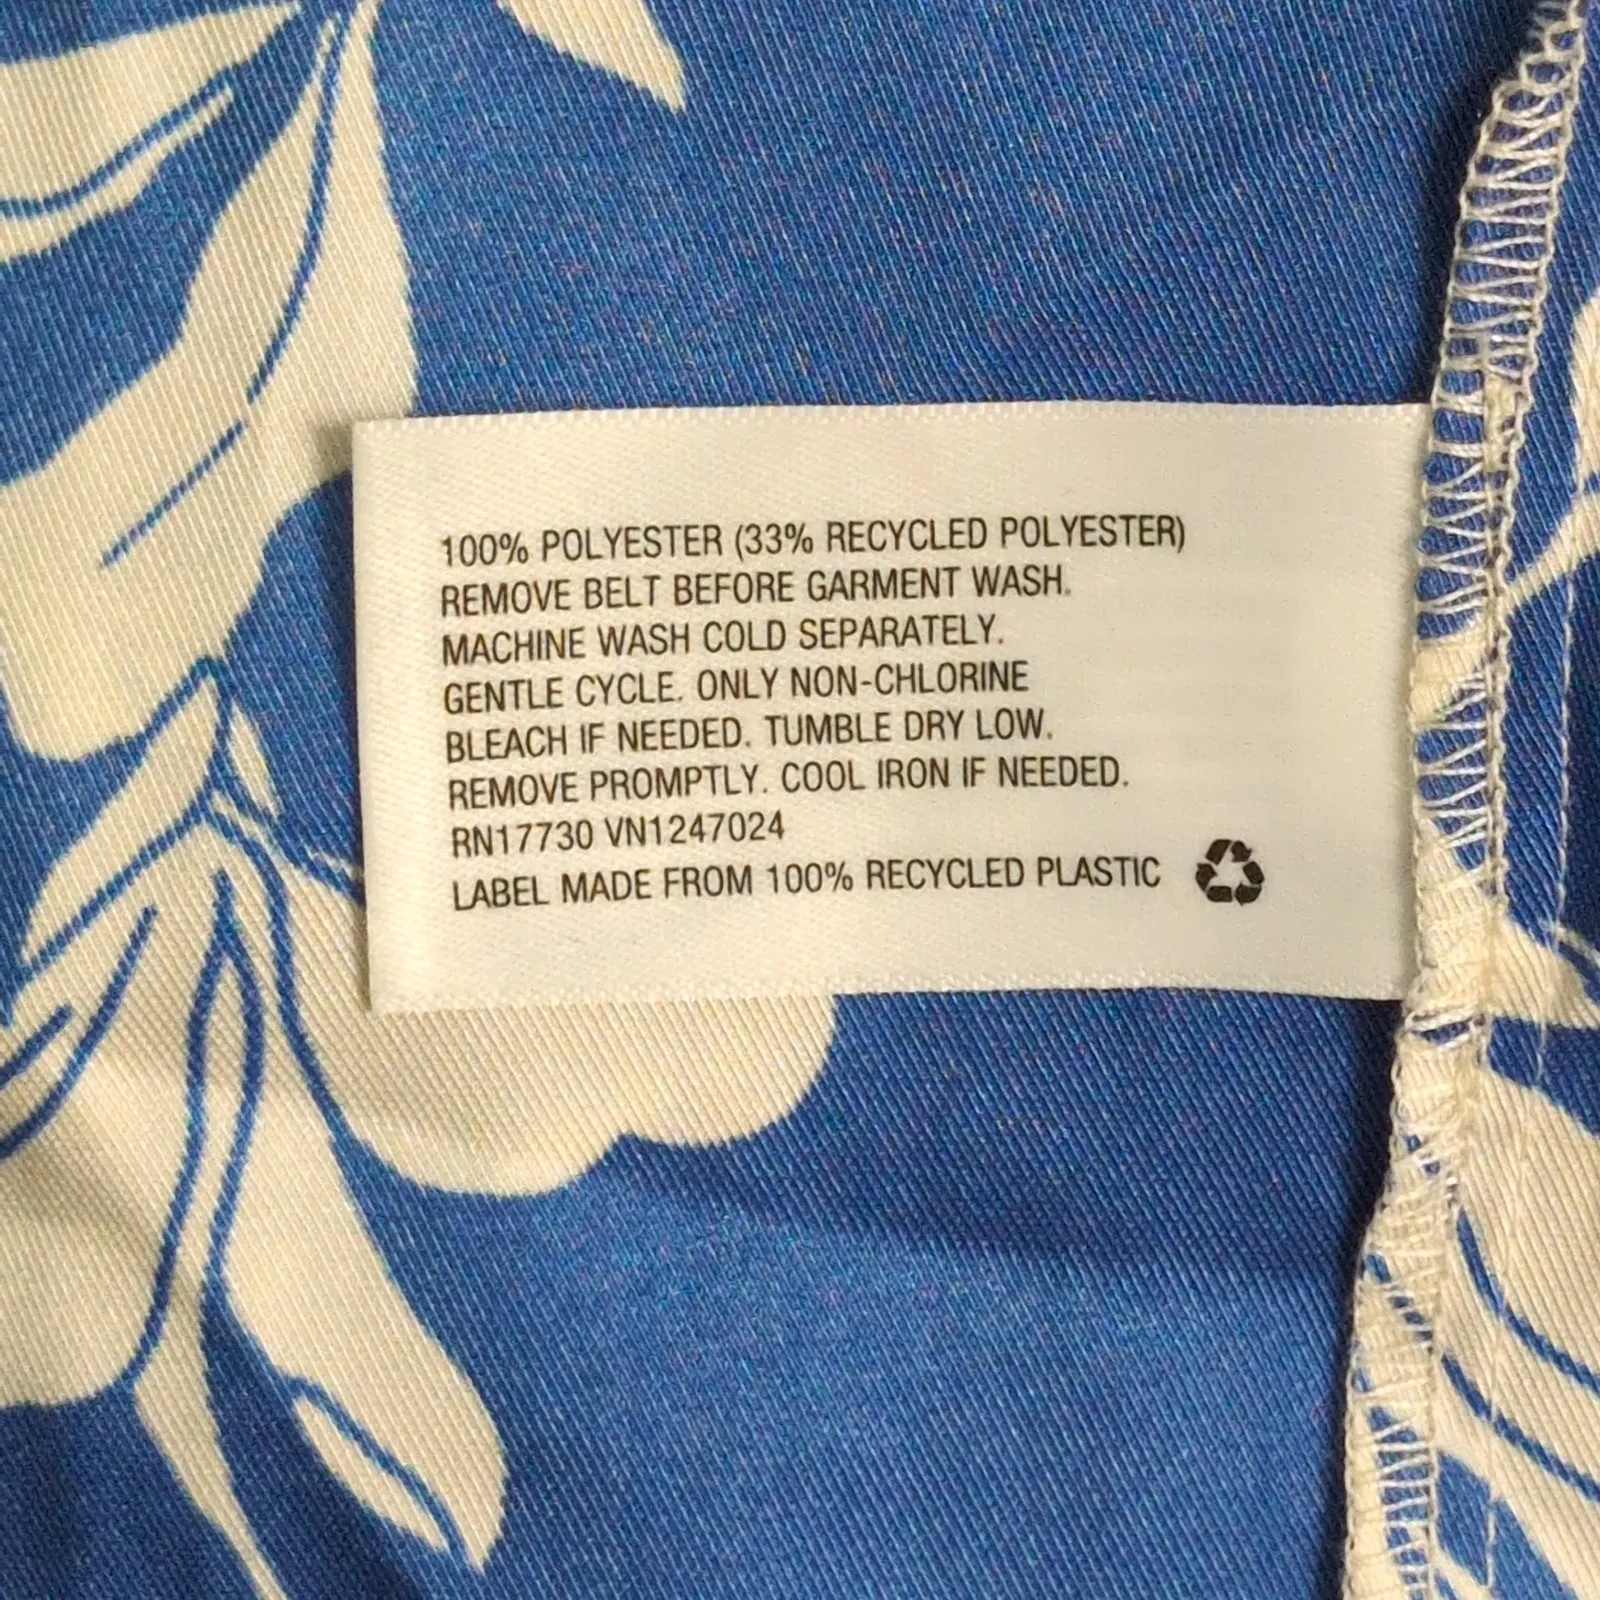 100% POLYESTER (33% RECYCLED POLYESTER)
REMOVE BELT BEFORE GARMENT WASH.
MACHINE WASH COLD SEPARATELY.
GENTLE CYCLE. ONLY NON-CHLORINE
BLEACH IF NEEDED. TUMBLE DRY LOW.
REMOVE PROMPTLY. COOL IRON IF NEEDED.
RN17730 VN1247024
LABEL MADE FROM 100% RECYCLED PLASTIC